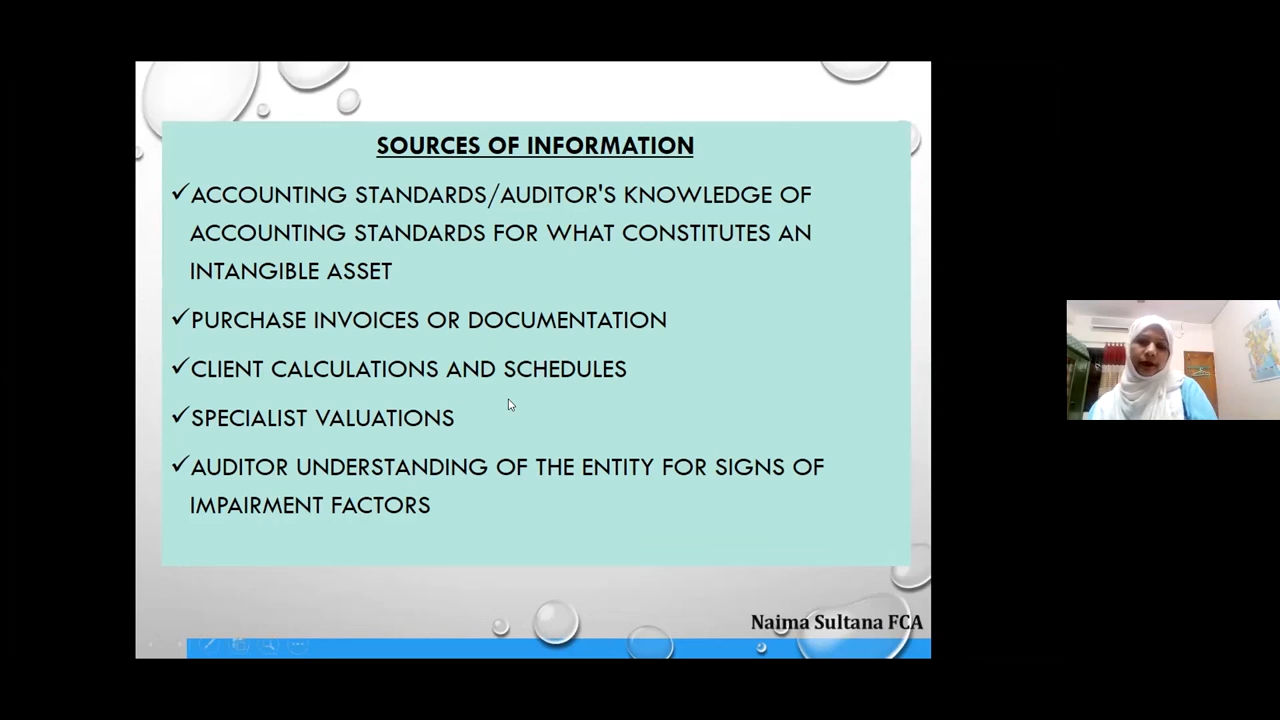 SOURCES OF INFORMATION
✓ACCOUNTING STANDARDS/AUDITOR'S KNOWLEDGE OF
ACCOUNTING STANDARDS FOR WHAT CONSTITUTES AN
INTANGIBLE ASSET
✓PURCHASE INVOICES OR DOCUMENTATION
✓CLIENT CALCULATIONS AND SCHEDULES
✓SPECIALIST VALUATIONS
✓AUDITOR UNDERSTANDING OF THE ENTITY FOR SIGNS OF
IMPAIRMENT FACTORS
Naima Sultana FCA